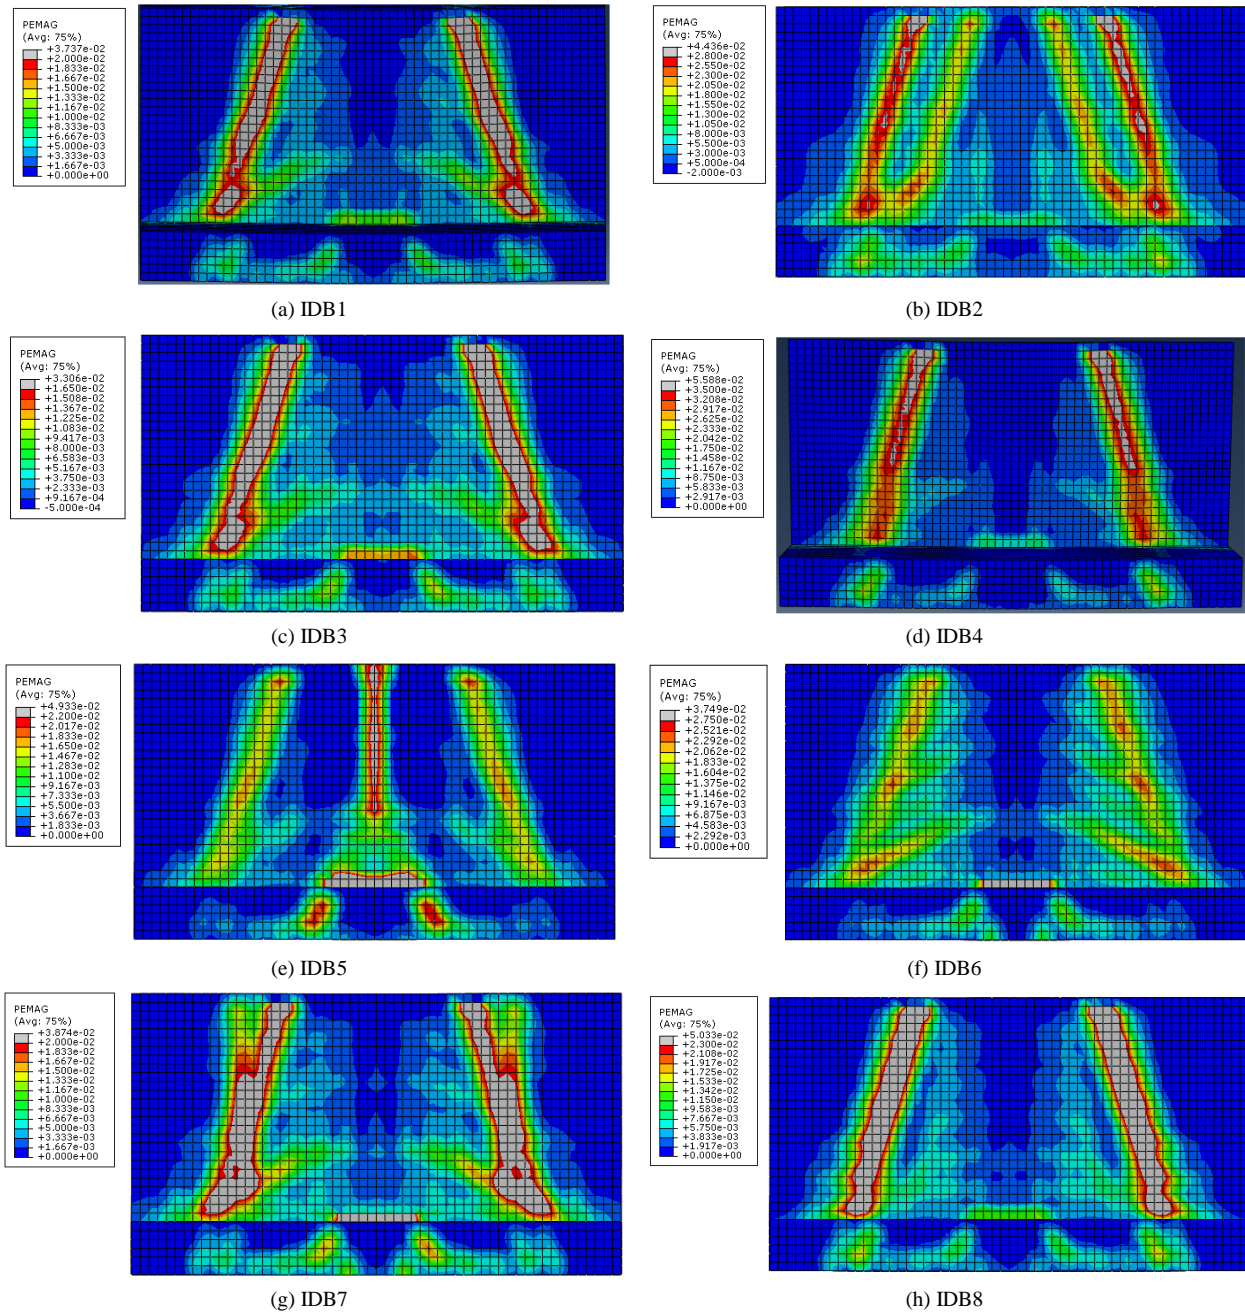 PEMAG
(Avg: 75%)
+3.737e-02
+2.000e-02
+1.833e-02
+1.667e-02
+1.500e-02
+1.333e-02
+1.167e-02
+1.000e-02
+8.333e-03
+6.667e-03
+5.000e-03
+3.333e-03
+1.667e-03
+0.000e+00
(a) IDB1
PEMAG
(Avg: 75%)
+4.436e-02
+2.800e-02
+2.550e-02
+2.300e-02
+2.050e-02
+1.800e-02
+1.550e-02
+1.300e-02
+1.050e-02
+8.000e-03
+5.500e-03
+3.000e-03
+5.000e-04
-2.000e-03
(b) IDB2
PEMAG
(Avg: 75%)
+3.306e-02
+1.650e-02
+1.508e-02
+1.367e-02
+1.225e-02
+1.083e-02
+9.417e-03
+8.000e-03
+6.583e-03
+5.167e-03
+3.750e-03
+2.333e-03
+9.167e-04
-5.000e-04
(c) IDB3
PEMAG
(Avg: 75%)
+5.588e-02
+3.500e-02
+3.208e-02
+2.917e-02
+2.625e-02
+2.333e-02
+2.042e-02
+1.750e-02
+1.458e-02
+1.167e-02
+8.750e-03
+5.833e-03
+2.917e-03
+0.000e+00
(d) IDB4
PEMAG
(Avg: 75%)
+4.933e-02
+2.200e-02
+2.017e-02
+1.833e-02
+1.650e-02
+1.467e-02
+1.283e-02
+1.100e-02
+9.167e-03
+7.333e-03
+5.500e-03
+3.667e-03
+1.833e-03
+0.000e+00
(e) IDB5
PEMAG
(Avg: 75%)
+3.749e-02
+2.750e-02
+2.521e-02
+2.292e-02
+2.062e-02
+1.833e-02
+1.604e-02
+1.375e-02
+1.146e-02
+9.167e-03
+6.875e-03
+4.583e-03
+2.292e-03
+0.000e+00
(f) IDB6
PEMAG
(Avg: 75%)
+3.874e-02
+2.000e-02
+1.833e-02
+1.667e-02
+1.500e-02
+1.333e-02
+1.167e-02
+1.000e-02
+8.333e-03
+6.667e-03
+5.000e-03
+3.333e-03
+1.667e-03
+0.000e+00
(g) IDB7
PEMAG
(Avg: 75%)
+5.033e-02
+2.300e-02
+2.108e-02
+1.917e-02
+1.725e-02
+1.533e-02
+1.342e-02
+1.150e-02
+9.583e-03
+7.667e-03
+5.750e-03
+3.833e-03
+1.917e-03
+0.000e+00
(h) IDB8